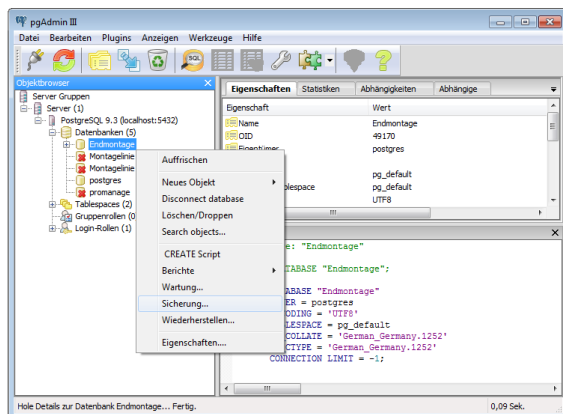 pgAdmin III
Datei Bearbeiten Plugins Anzeigen Werkzeuge Hilfe
SQL
Objektbrowser
Server Gruppen
Server (1)
PostgreSQL 9.3 (localhost:5432)
Datenbanken (5)
Endmontage
Montagelinie
Montagelinie
postgres
promanage
Tablespaces (2)
Gruppenrollen (0
Login-Rollen (1)
Auffrischen
Neues Objekt
Disconnect database
Löschen/Droppen
Search objects...
CREATE Script
Berichte
Wartung...
Sicherung...
Wiederherstellen...
Eigenschaften....
Eigenschaften Statistiken Abhängigkeiten Abhängige
Eigenschaft Wert
Name Endmontage
OID 49170
Eigentümer postgres
pg_default
blespace pg_default
UTF8
e: "Endmontage"
TABASE "Endmontage";
ABASE "Endmontage"
ER = postgres
ODING = 'UTF8'
LESPACE = pg_default
COLLATE = 'German_Germany.1252'
CTYPE = 'German_Germany.1252'
CONNECTION LIMIT = -1;
Hole Details zur Datenbank Endmontage... Fertig. 0,09 Sek.